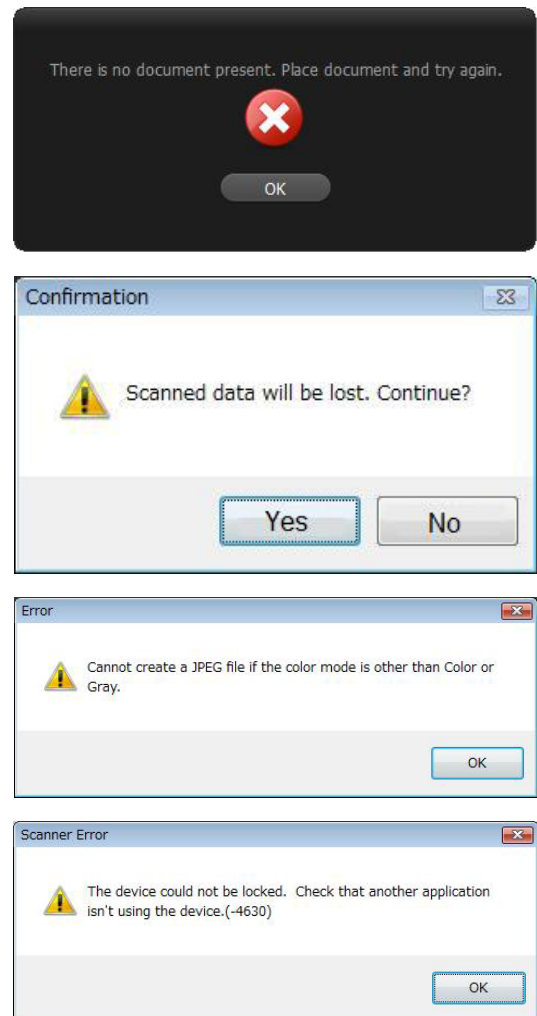 There is no document present. Place document and try again.
OK
Confirmation
Scanned data will be lost. Continue?
Yes No
Error
Cannot create a JPEG file if the color mode is other than Color or
Gray.
OK
Scanner Error
The device could not be locked. Check that another application
isn't using the device.(-4630)
OK